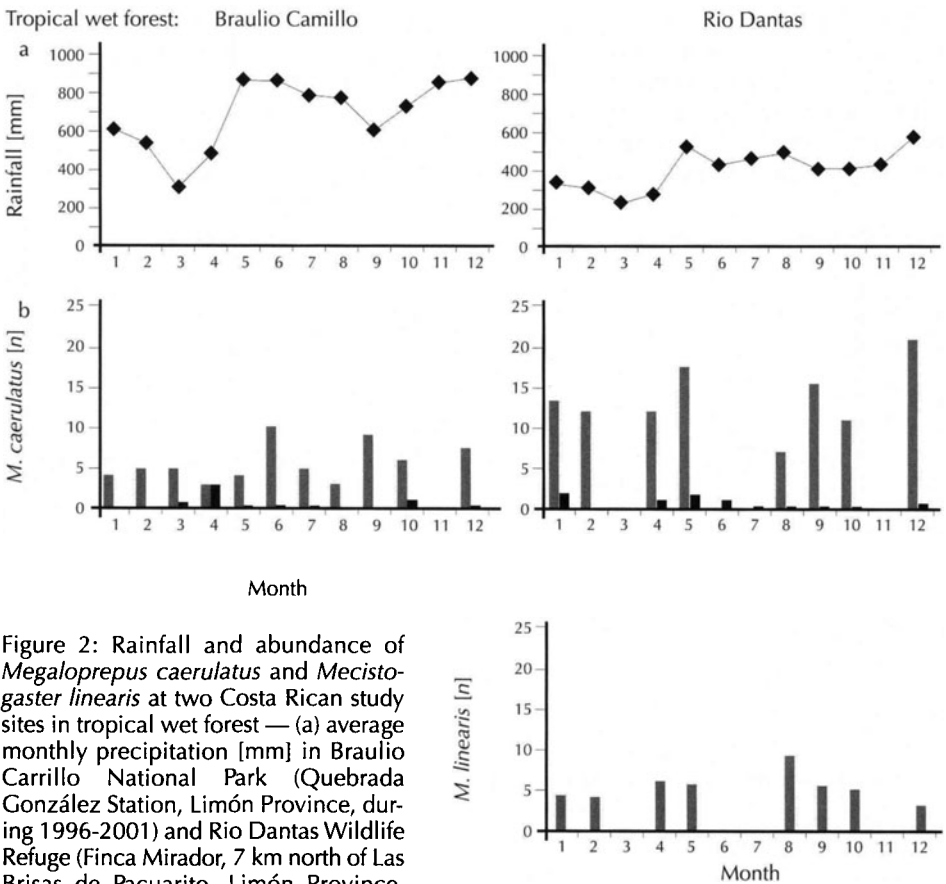 Tropical wet forest: Braulio Camillo Rio Dantas
a
Rainfall [mm]
1000
800
600
400
200
0
1 2 3 4 5 6 7 8 9 10 11 12
1000
800
600
400
200
0
1 2 3 4 5 6 7 8 9 10 11 12
b
M. caerulatus [n]
25
20
15
10
5
0
1 2 3 4 5 6 7 8 9 10 11 12
25
20
15
10
5
0
1 2 3 4 5 6 7 8 9 10 11 12
Month
Figure 2: Rainfall and abundance of
Megaloprepus caerulatus and Mecisto-
gaster linearis at two Costa Rican study
sites in tropical wet forest — (a) average
monthly precipitation [mm] in Braulio
Carrillo National Park (Quebrada
González Station, Limón Province, dur-
ing 1996-2001) and Rio Dantas Wildlife
Refuge (Finca Mirador, 7 km north of Las
Brisas de Pacuarito, Limón Province,
M. linearis [n]
25
20
15
10
5
0
1 2 3 4 5 6 7 8 9 10 11 12
Month